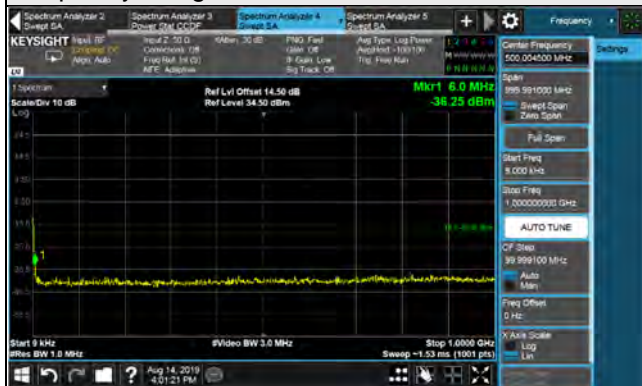 Spectrum Analyzer 2
Swept SA
Spectrum Analyzer 3
Power Stat CCDF
Spectrum Analyzer 4
Swept SA
Spectrum Analyzer 5
Swept SA
Frequency
KEYSIGHT
Input: RF
Coupling: DC
Align: Auto
Input Z: 50 Ω
Corrections: Off
Freq Ref: Int (S)
NFE: Adaptive
#Atten: 30 dB
PNO: Fast
Gate: Off
IF Gain: Low
Sig Track: Off
Avg Type: Log-Power
Trig: Free Run
1 Spectrum
Scale/Div 10 dB
Log
Ref Lvl Offset 14.50 dB
Ref Level 34.50 dBm
Mkr1 6.0 MHz
-36.25 dBm
24.5
14.5
1
Start 9 kHz
#Res BW 1.0 MHz
#Video BW 3.0 MHz
Stop 1.0000 GHz
Sweep ~1.53 ms (1001 pts)
Center Frequency
500.004500 MHz
Settings
Span
999.991000 MHz
Swept Span
Zero Span
Full Span
Start Freq
9.000 kHz
Stop Freq
1.000000000 GHz
AUTO TUNE
CF Step
99.999100 MHz
Auto
Man
Freq Offset
0 Hz
X Axis Scale
Log
Lin
Aug 14, 2019
4:01:21 PM